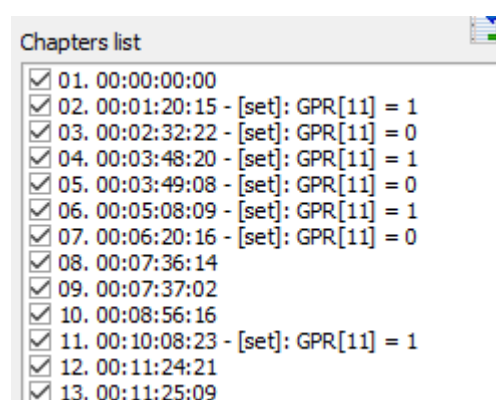 Chapters list
01. 00:00:00:00
02. 00:01:20:15 - [set]: GPR[11] = 1
03. 00:02:32:22 - [set]: GPR[11] = 0
04. 00:03:48:20 - [set]: GPR[11] = 1
05. 00:03:49:08 - [set]: GPR[11] = 0
06. 00:05:08:09 - [set]: GPR[11] = 1
07. 00:06:20:16 - [set]: GPR[11] = 0
08. 00:07:36:14
09. 00:07:37:02
10. 00:08:56:16
11. 00:10:08:23 - [set]: GPR[11] = 1
12. 00:11:24:21
13. 00:11:25:09